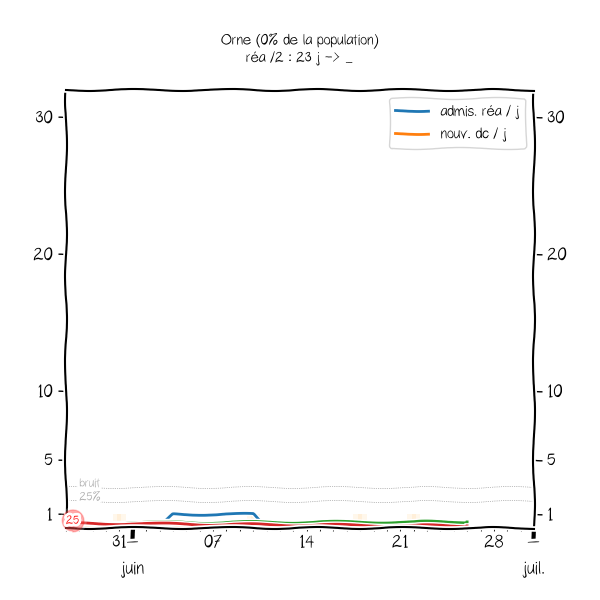 Orne (0% de la population)
réa /2 : 23 j -> _
admis. réa / j
nouv. dc / j
30
30
20
20
10
10
5
5
bruit
25%
1
1
25
31
07
14
21
28
juin
juil.